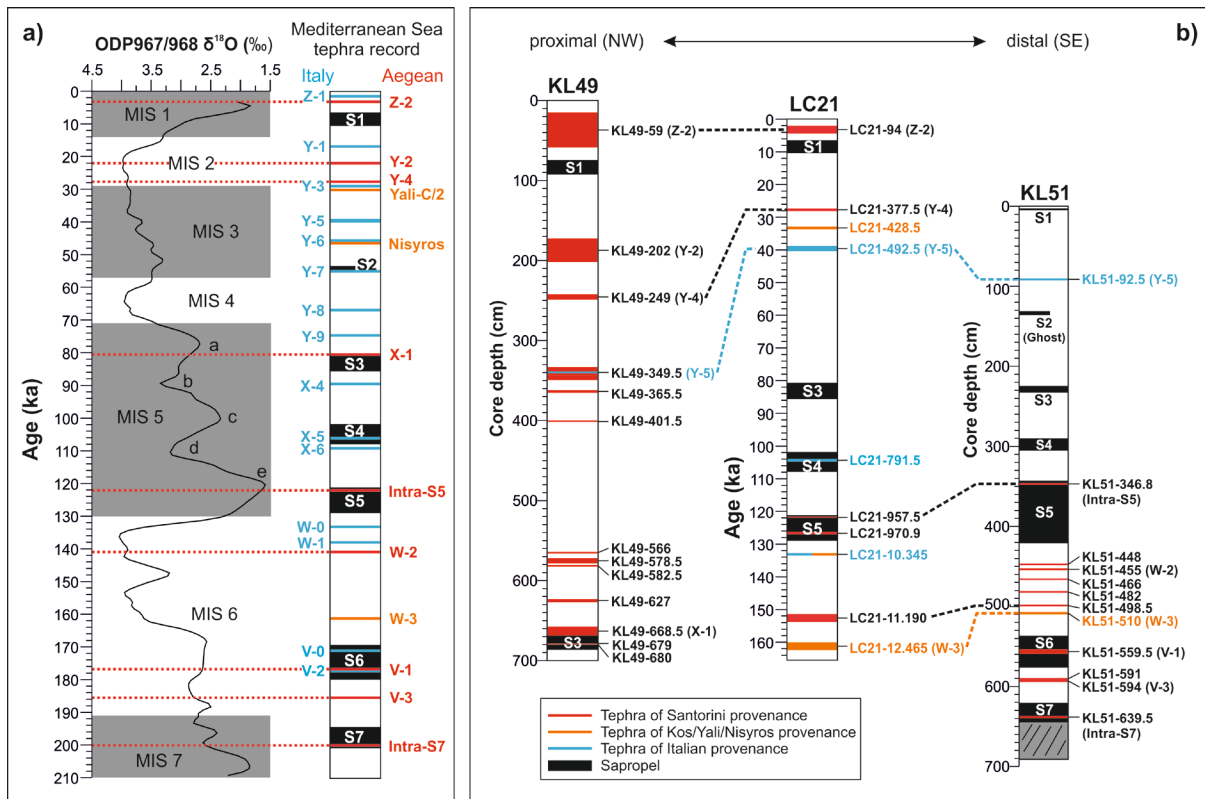 a)
ODP967/968 δ¹⁸O (‰)
4.5 3.5 2.5 1.5
Mediterranean Sea
tephra record
Italy
Aegean
Age (ka)
0
10
20
30
40
50
60
70
80
90
100
110
120
130
140
150
160
170
180
190
200
210
MIS 1
MIS 2
MIS 3
MIS 4
a
b
MIS 5
c
d
e
MIS 6
MIS 7
Z-1
Y-1
Y-3
Y-5
Y-6
Y-7
Y-8
Y-9
X-4
X-5
X-6
W-0
W-1
V-0
V-2
S1
S2
S3
S4
S5
S6
S7
Z-2
Y-2
Y-4
Yali-C/2
Nisyros
X-1
Intra-S5
W-2
W-3
V-1
V-3
Intra-S7
b)
proximal (NW)
distal (SE)
KL49
Core depth (cm)
0
100
200
300
400
500
600
700
S1
S3
KL49-59 (Z-2)
KL49-202 (Y-2)
KL49-249 (Y-4)
KL49-349.5 (Y-5)
KL49-365.5
KL49-401.5
KL49-566
KL49-578.5
KL49-582.5
KL49-627
KL49-668.5 (X-1)
KL49-679
KL49-680
LC21
Age (ka)
0
10
20
30
40
50
60
70
80
90
100
110
120
130
140
150
160
S1
S3
S4
S5
LC21-94 (Z-2)
LC21-377.5 (Y-4)
LC21-428.5
LC21-492.5 (Y-5)
LC21-791.5
LC21-957.5
LC21-970.9
LC21-10.345
LC21-11.190
LC21-12.465 (W-3)
KL51
Core depth (cm)
0
100
200
300
400
500
600
700
S1
S2
(Ghost)
S3
S4
S5
S6
S7
KL51-92.5 (Y-5)
KL51-346.8
(Intra-S5)
KL51-448
KL51-455 (W-2)
KL51-466
KL51-482
KL51-498.5
KL51-510 (W-3)
KL51-559.5 (V-1)
KL51-591
KL51-594 (V-3)
KL51-639.5
(Intra-S7)
Tephra of Santorini provenance
Tephra of Kos/Yali/Nisyros provenance
Tephra of Italian provenance
Sapropel